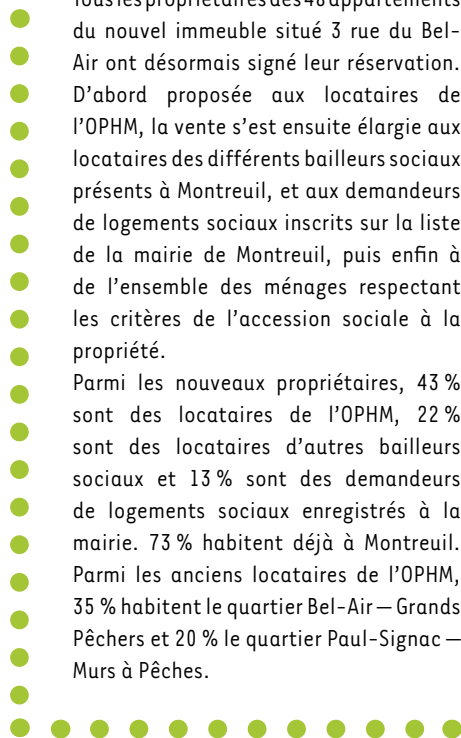 Tous les propriétaires des 48 appartements
du nouvel immeuble situé 3 rue du Bel-
Air ont désormais signé leur réservation.
D'abord proposée aux locataires de
l'OPHM, la vente s'est ensuite élargie aux
locataires des différents bailleurs sociaux
présents à Montreuil, et aux demandeurs
de logements sociaux inscrits sur la liste
de la mairie de Montreuil, puis enfin à
de l'ensemble des ménages respectant
les critères de l'accession sociale à la
propriété.
Parmi les nouveaux propriétaires, 43 %
sont des locataires de l'OPHM, 22 %
sont des locataires d'autres bailleurs
sociaux et 13 % sont des demandeurs
de logements sociaux enregistrés à la
mairie. 73 % habitent déjà à Montreuil.
Parmi les anciens locataires de l'OPHM,
35 % habitent le quartier Bel-Air — Grands
Pêchers et 20 % le quartier Paul-Signac —
Murs à Pêches.